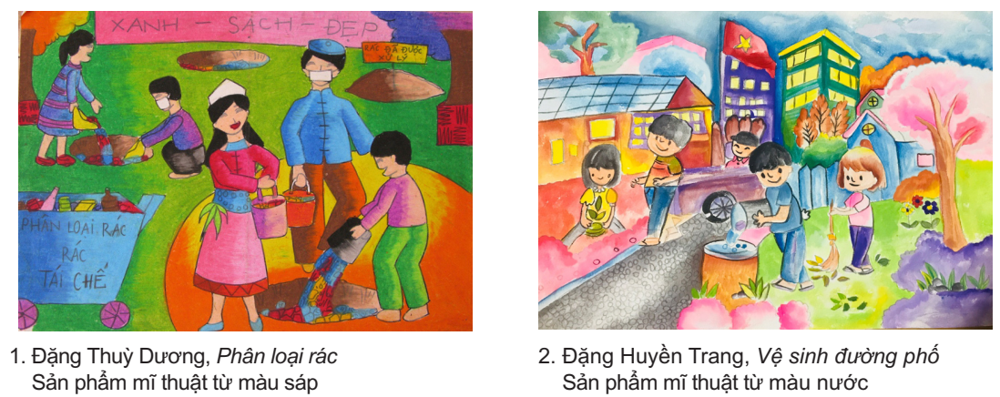 XANH - SẠCH - ĐẸP
RÁC ĐÃ ĐƯỢC
XỬ LÝ
PHÂN LOẠI RÁC
RÁC
TÁI CHẾ
1. Đặng Thuỳ Dương, Phân loại rác
Sản phẩm mĩ thuật từ màu sáp
2. Đặng Huyền Trang, Vệ sinh đường phố
Sản phẩm mĩ thuật từ màu nước